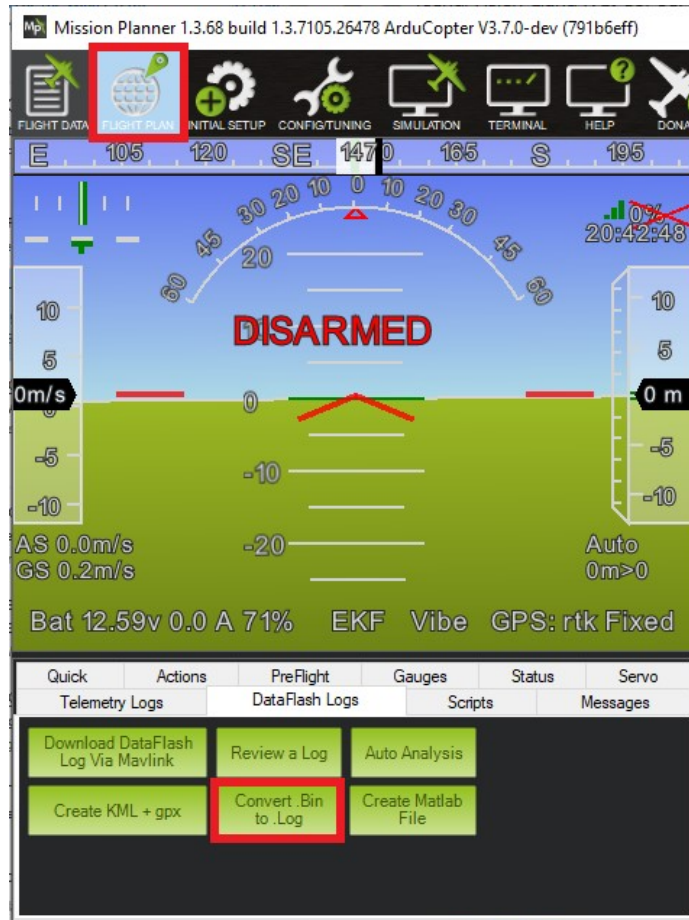 Mission Planner 1.3.68 build 1.3.7105.26478 ArduCopter V3.7.0-dev (791b6eff)
FLIGHT DATA FLIGHT PLAN INITIAL SETUP CONFIG/TUNING SIMULATION TERMINAL HELP DONA
E 105 120 SE 147 0 165 S 195
60 45 30 20 10 0 10 20 30 45 60
0%
20:42:48
20
DISARMED
10 10
5 5
0m/s 0 0 m
-5 -5
-10 -10 -10
AS 0.0m/s -20 Auto
GS 0.2m/s 0m>0
Bat 12.59v 0.0 A 71% EKF Vibe GPS: rtk Fixed
Quick Actions PreFlight Gauges Status Servo
Telemetry Logs DataFlash Logs Scripts Messages
Download DataFlash
Log Via Mavlink
Review a Log
Auto Analysis
Create KML + gpx
Convert .Bin
to .Log
Create Matlab
File